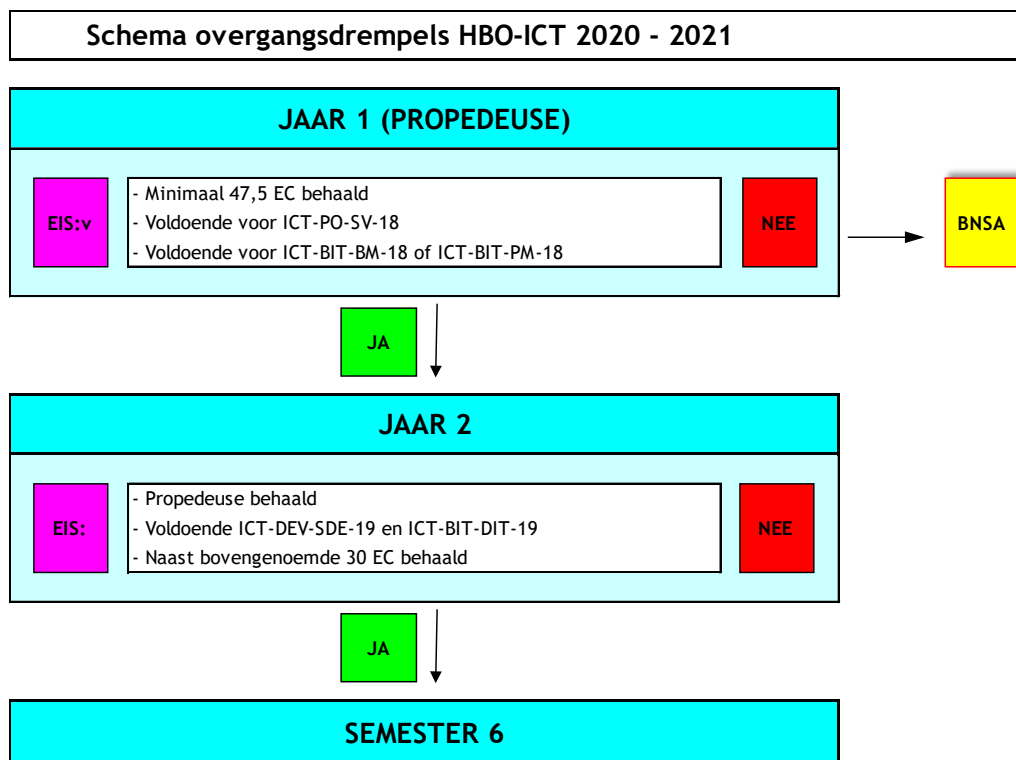 Schema overgangsdrempels HBO-ICT 2020 - 2021
JAAR 1 (PROPEDEUSE)
EIS:v
- Minimaal 47,5 EC behaald
- Voldoende voor ICT-PO-SV-18
- Voldoende voor ICT-BIT-BM-18 of ICT-BIT-PM-18
NEE
BNSA
JA
JAAR 2
EIS:
- Propedeuse behaald
- Voldoende ICT-DEV-SDE-19 en ICT-BIT-DIT-19
- Naast bovengenoemde 30 EC behaald
NEE
JA
SEMESTER 6